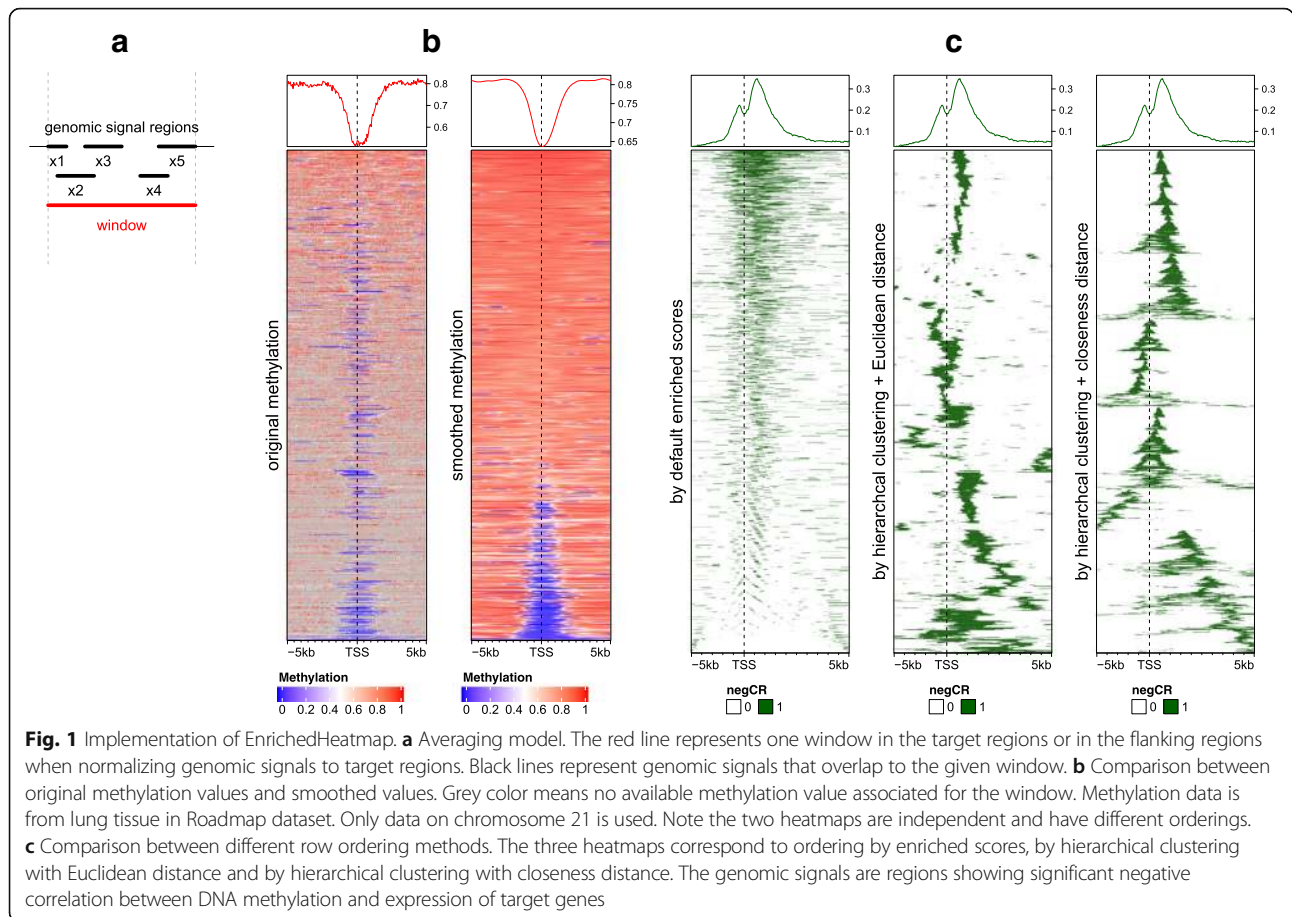 a
b
c
genomic signal regions
x1
x3
x5
x2
x4
window
0.8
0.7
0.6
original methylation
−5kb
TSS
5kb
Methylation
0 0.2 0.4 0.6 0.8 1
0.8
0.75
0.7
0.65
smoothed methylation
−5kb
TSS
5kb
Methylation
0 0.2 0.4 0.6 0.8 1
0.3
0.2
0.1
by default enriched scores
−5kb
TSS
5kb
negCR
0 1
0.3
0.2
0.1
by hierarchcal clustering + Euclidean distance
−5kb
TSS
5kb
negCR
0 1
0.3
0.2
0.1
by hierarchcal clustering + closeness distance
−5kb
TSS
5kb
negCR
0 1
Fig. 1 Implementation of EnrichedHeatmap. a Averaging model. The red line represents one window in the target regions or in the flanking regions
when normalizing genomic signals to target regions. Black lines represent genomic signals that overlap to the given window. b Comparison between
original methylation values and smoothed values. Grey color means no available methylation value associated for the window. Methylation data is
from lung tissue in Roadmap dataset. Only data on chromosome 21 is used. Note the two heatmaps are independent and have different orderings.
c Comparison between different row ordering methods. The three heatmaps correspond to ordering by enriched scores, by hierarchical clustering
with Euclidean distance and by hierarchical clustering with closeness distance. The genomic signals are regions showing significant negative
correlation between DNA methylation and expression of target genes